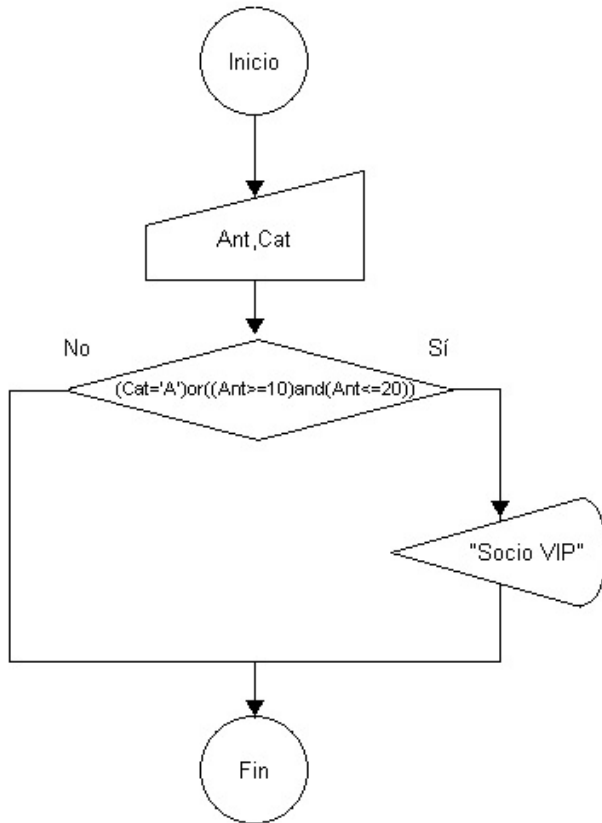 Inicio
Ant,Cat
No
Sí
(Cat='A')or((Ant>=10)and(Ant<=20))
"Socio VIP"
Fin